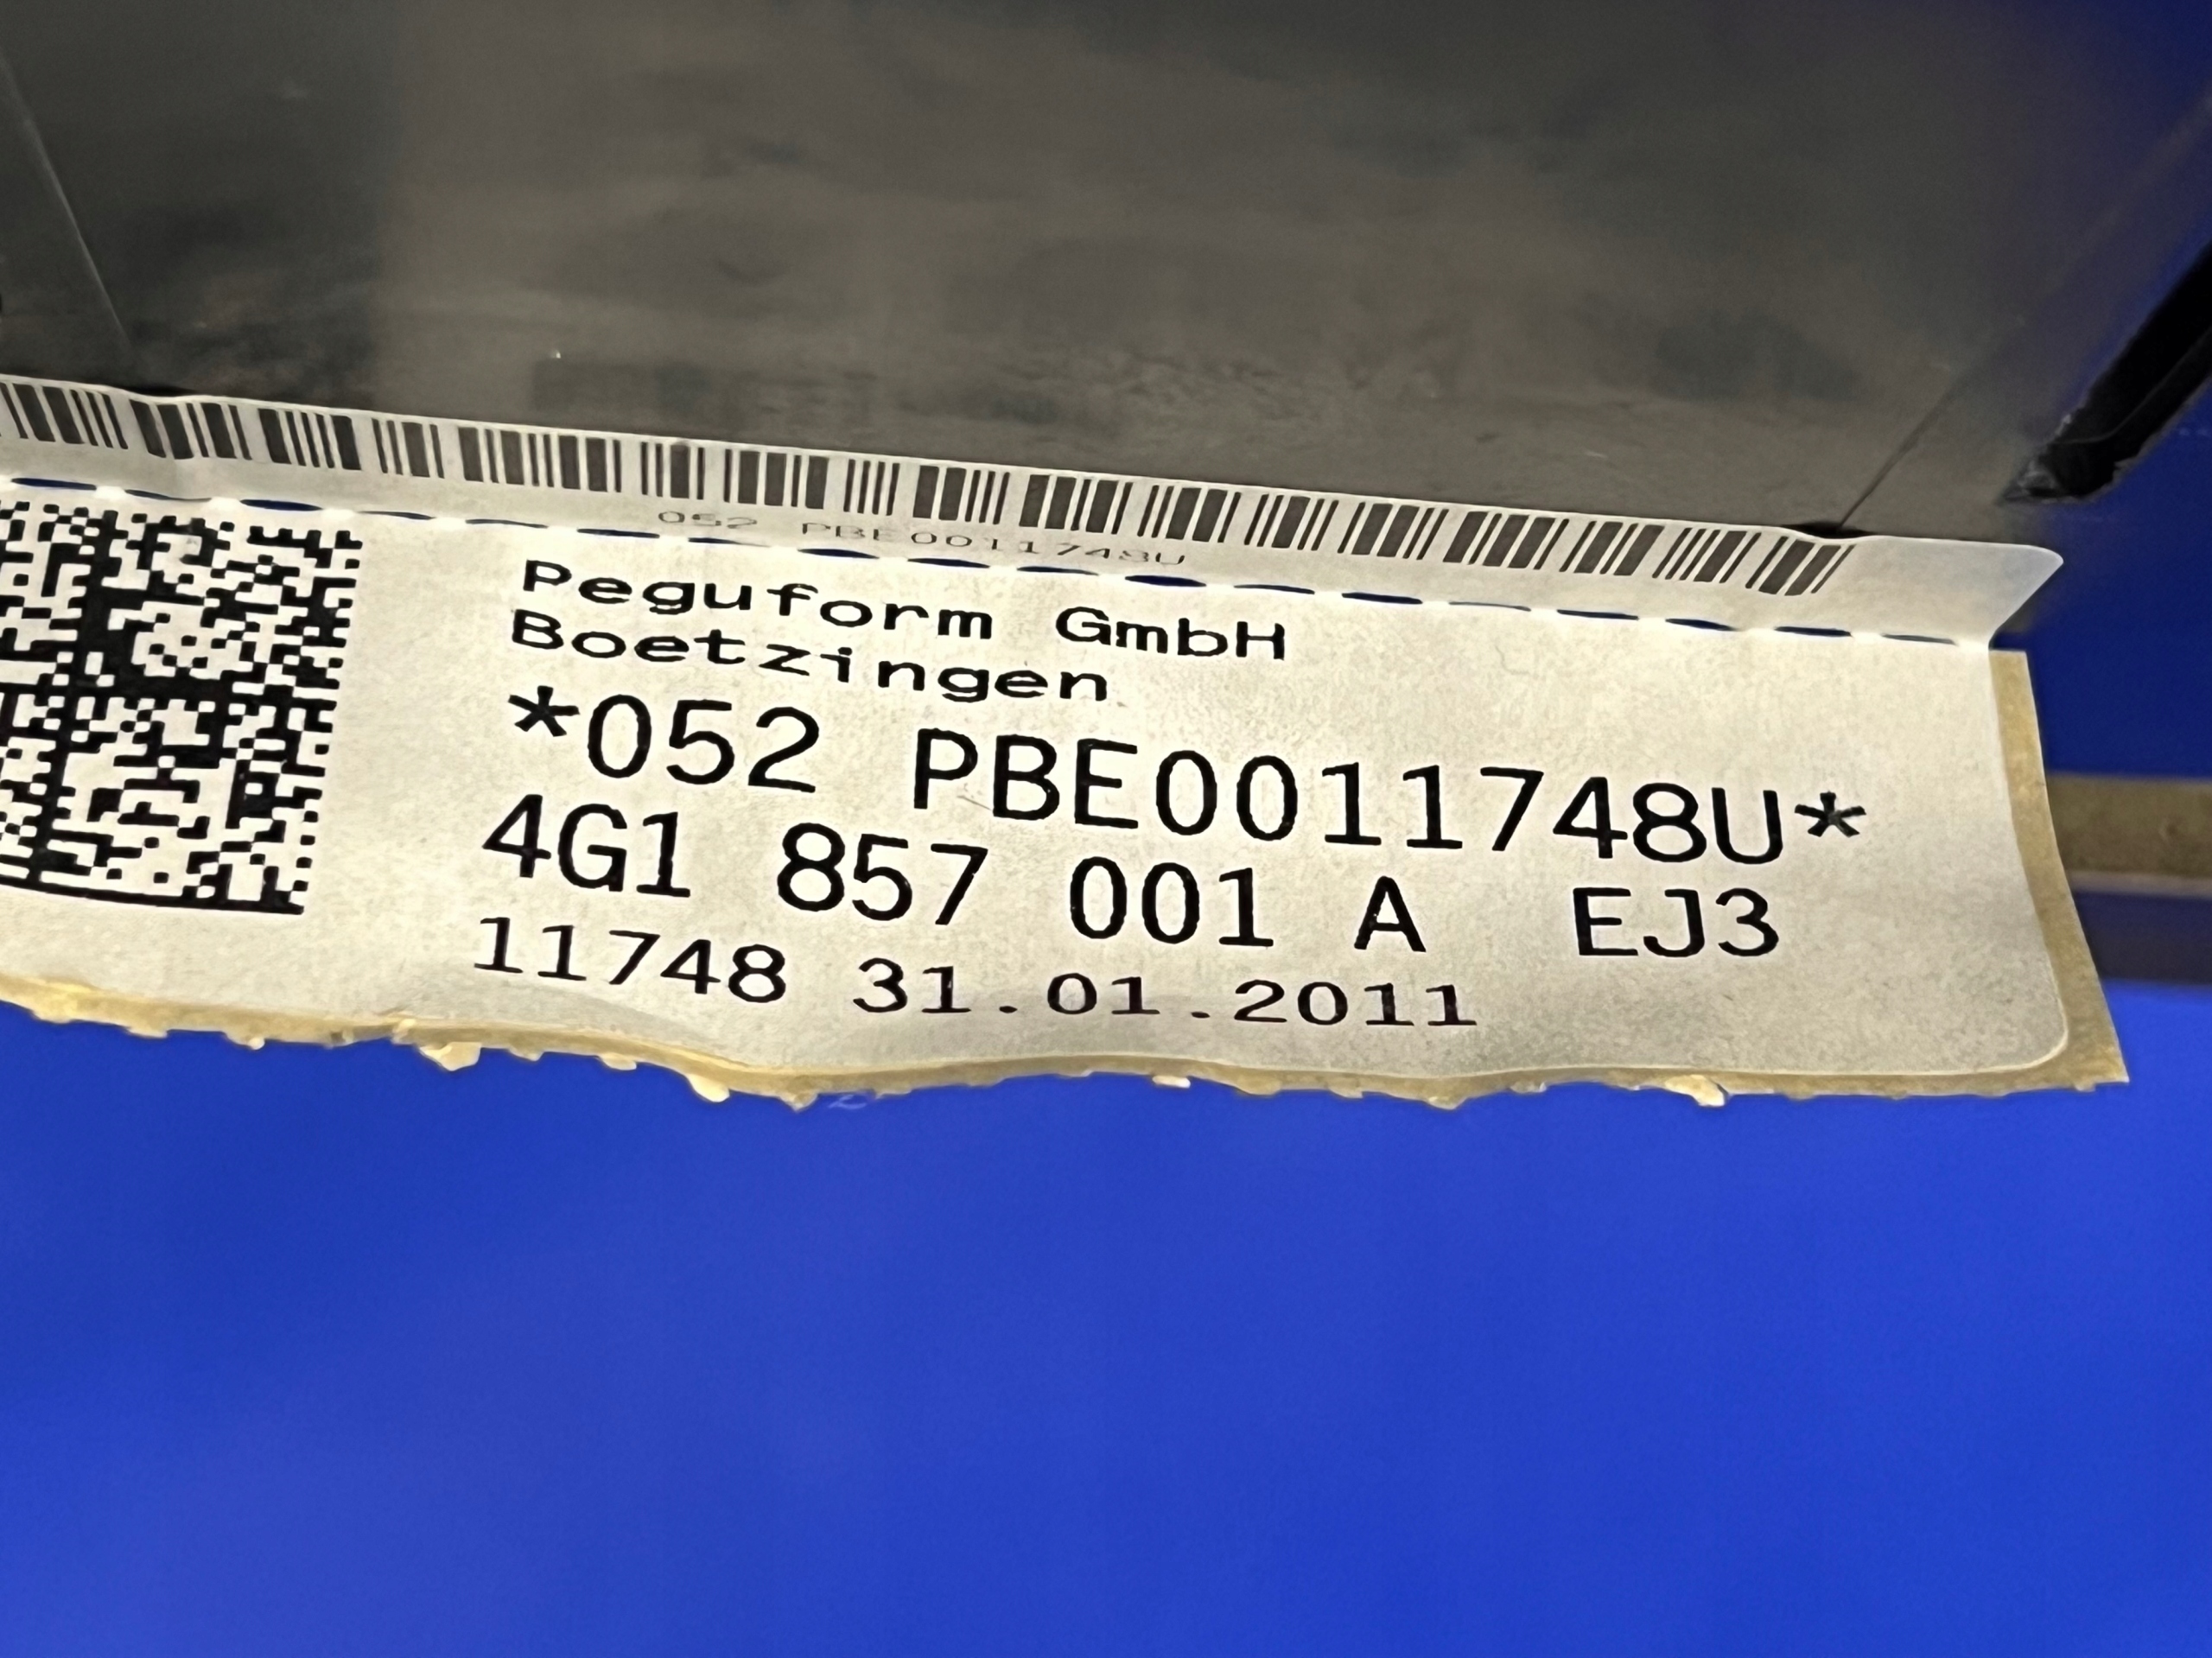 052 PBE0011748U
Peguform GmbH
Boetzingen
*052 PBE0011748U*
4G1 857 001 A EJ3
11748 31.01.2011